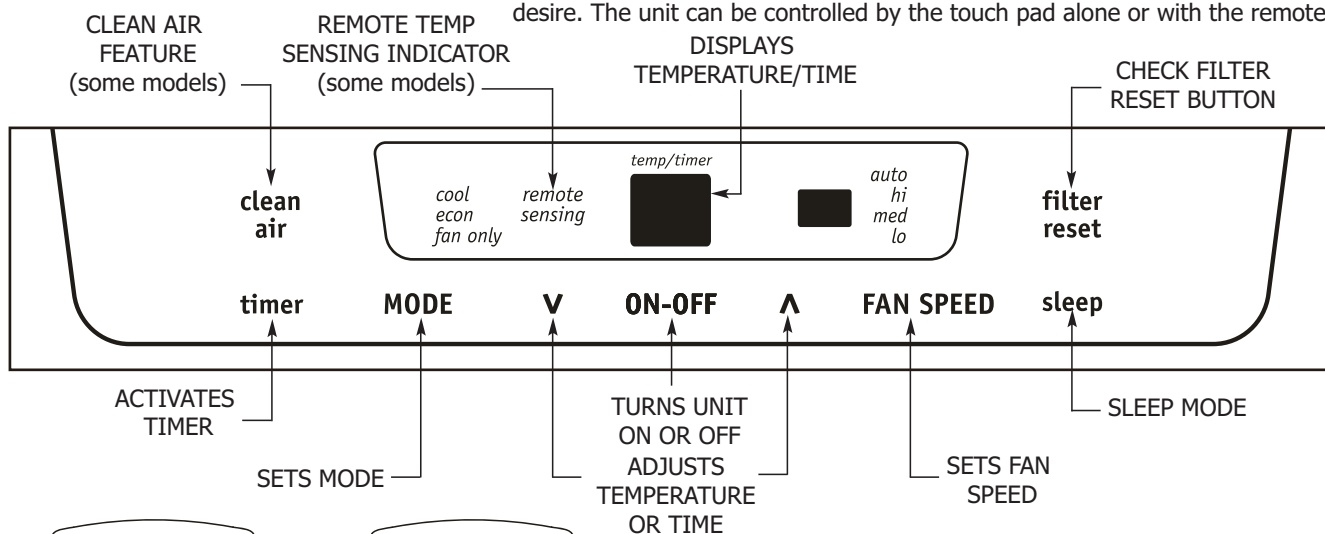 desire. The unit can be controlled by the touch pad alone or with the remote
CLEAN AIR
FEATURE
(some models)
REMOTE TEMP
SENSING INDICATOR
(some models)
DISPLAYS
TEMPERATURE/TIME
CHECK FILTER
RESET BUTTON
clean
air
cool
econ
fan only
remote
sensing
temp/timer
auto
hi
med
lo
filter
reset
timer
MODE
V
ON-OFF
Λ
FAN SPEED
sleep
ACTIVATES
TIMER
SETS MODE
TURNS UNIT
ON OR OFF
ADJUSTS
TEMPERATURE
OR TIME
SETS FAN
SPEED
SLEEP MODE